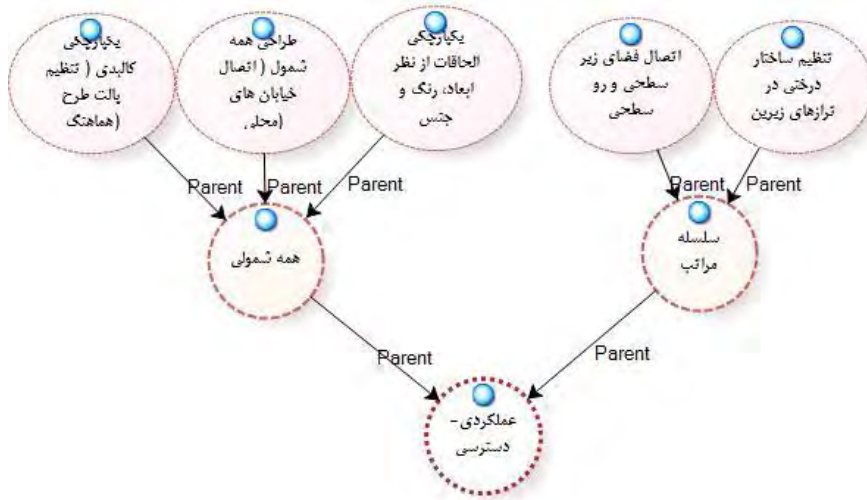 یکپارچگی
کالبدی ( تنظیم
پالت طرح
(هماهنگ
طراحی همه
شمول ( اتصال
خیابان های
(محلی
یکپارچگی
الحاقات از نظر
ابعاد، رنگ و
جنس
اتصال فضای زیر
سطحی و رو
سطحی
تنظیم ساختار
درختی در
ترازهای زیرین
Parent
Parent
Parent
Parent
Parent
همه شمولی
سلسله
مراتب
Parent
Parent
عملکردی-
دسترسی